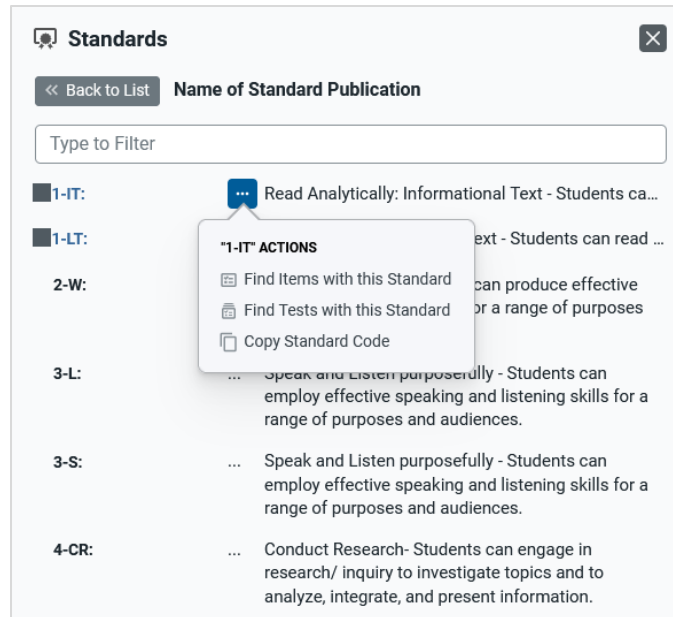 Standards
Back to List Name of Standard Publication
Type to Filter
1-IT: ... Read Analytically: Informational Text - Students ca...
1-LT: ext - Students can read ...
"1-IT" ACTIONS
Find Items with this Standard
Find Tests with this Standard
Copy Standard Code
2-W: can produce effective
or a range of purposes
3-L: ... Speak and Listen purposefully - Students can
employ effective speaking and listening skills for a
range of purposes and audiences.
3-S: ... Speak and Listen purposefully - Students can
employ effective speaking and listening skills for a
range of purposes and audiences.
4-CR: ... Conduct Research- Students can engage in
research/ inquiry to investigate topics and to
analyze, integrate, and present information.